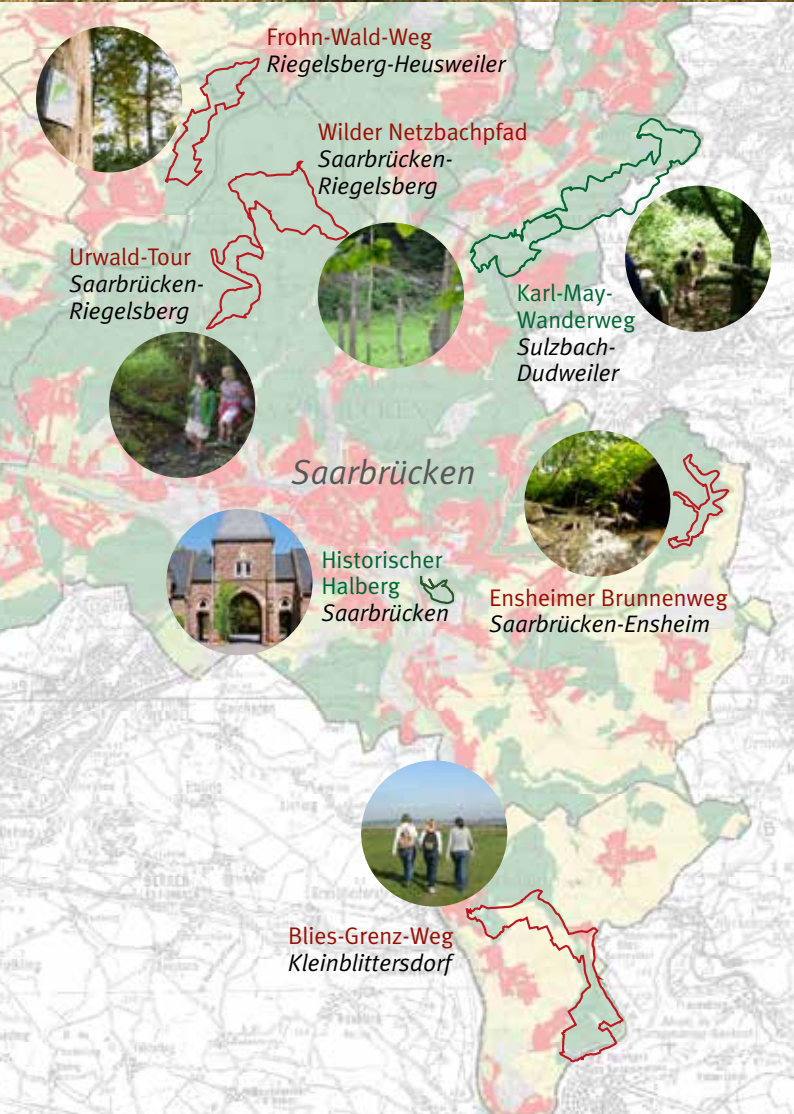 Frohn-Wald-Weg
Riegelsberg-Heusweiler
Wilder Netzbachpfad
Saarbrücken-
Riegelsberg
Urwald-Tour
Saarbrücken-
Riegelsberg
Karl-May-
Wanderweg
Sulzbach-
Dudweiler
Saarbrücken
Historischer
Halberg
Saarbrücken
Ensheimer Brunnenweg
Saarbrücken-Ensheim
Blies-Grenz-Weg
Kleinblittersdorf